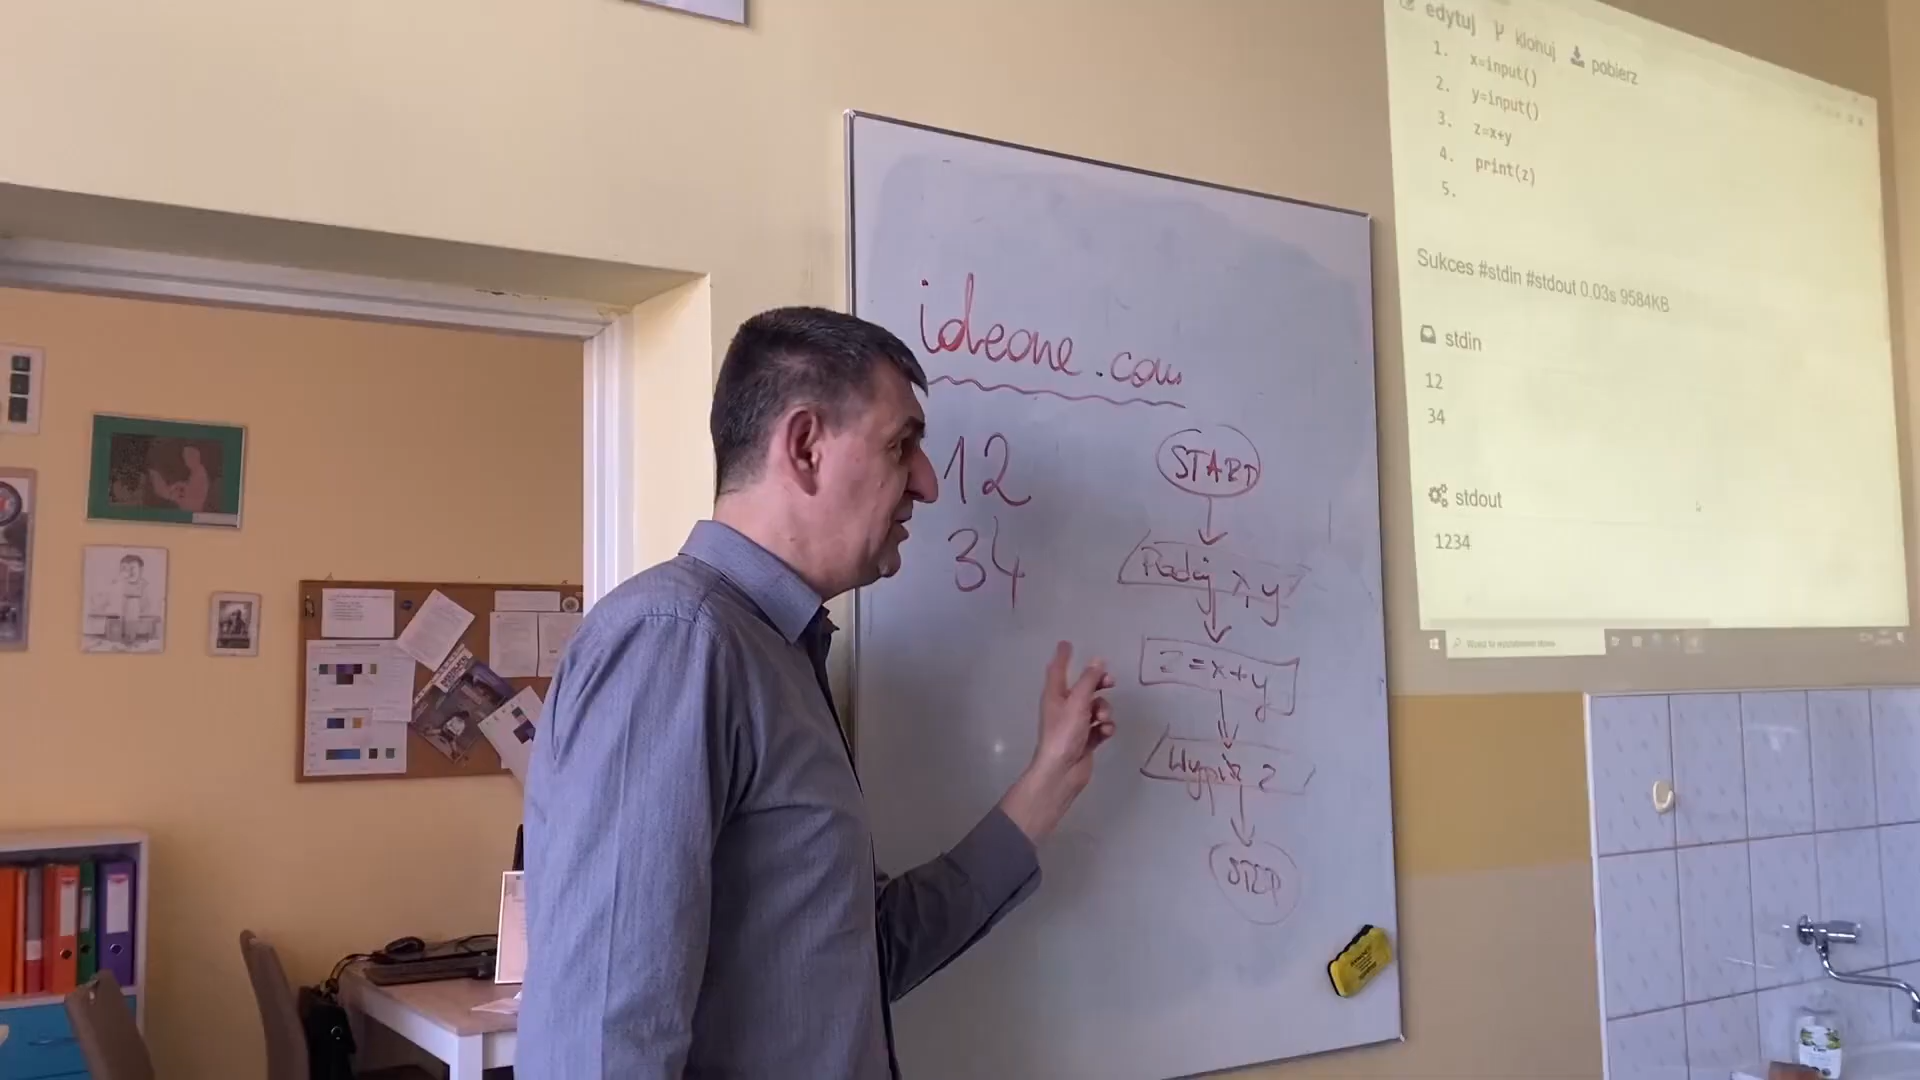 ideone.com
12
34
START
Podaj x, y
z=x+y
Wypisz z
STOP
edytuj klonuj pobierz
1. x=input()
2. y=input()
3. z=x+y
4. print(z)
5.
Sukces #stdin #stdout 0.03s 9584KB
stdin
12
34
stdout
1234